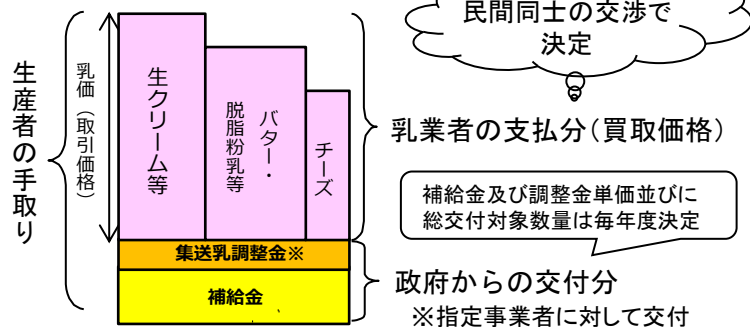 民間同士の交渉で
決定
生産者の手取り
乳価（取引価格）
生クリーム等
バター・
脱脂粉乳等
チーズ
乳業者の支払分（買取価格）
補給金及び調整金単価並びに
総交付対象数量は毎年度決定
集送乳調整金※
補給金
政府からの交付分
※指定事業者に対して交付